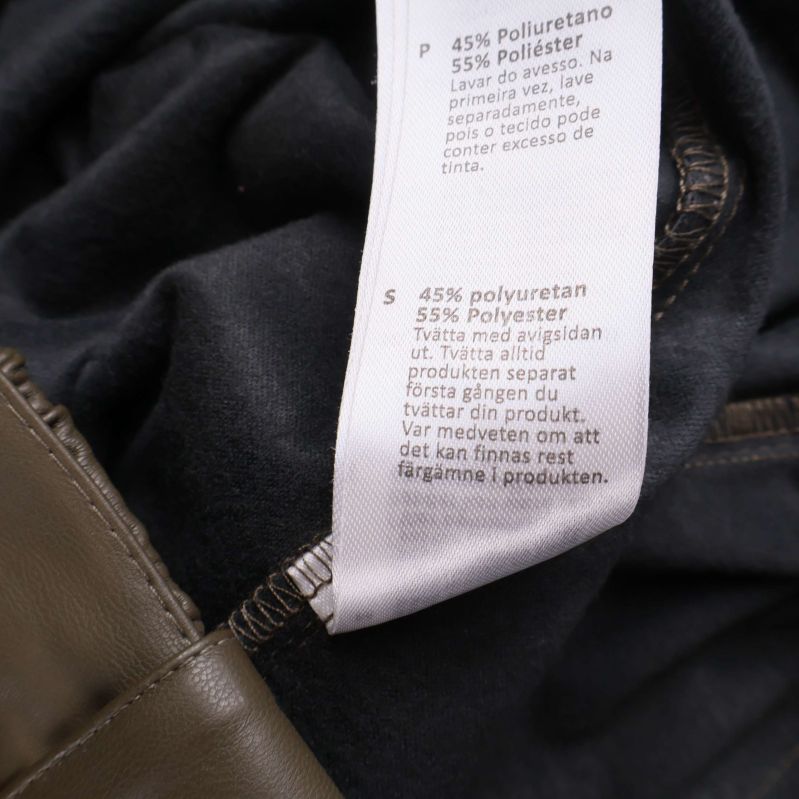 P 45% Poliuretano
55% Poliéster
Lavar do avesso. Na
primeira vez, lave
separadamente,
pois o tecido pode
conter excesso de
tinta.
S 45% polyuretan
55% Polyester
Tvätta med avigsidan
ut. Tvätta alltid
produkten separat
första gången du
tvättar din produkt.
Var medveten om att
det kan finnas rest
färgämne i produkten.